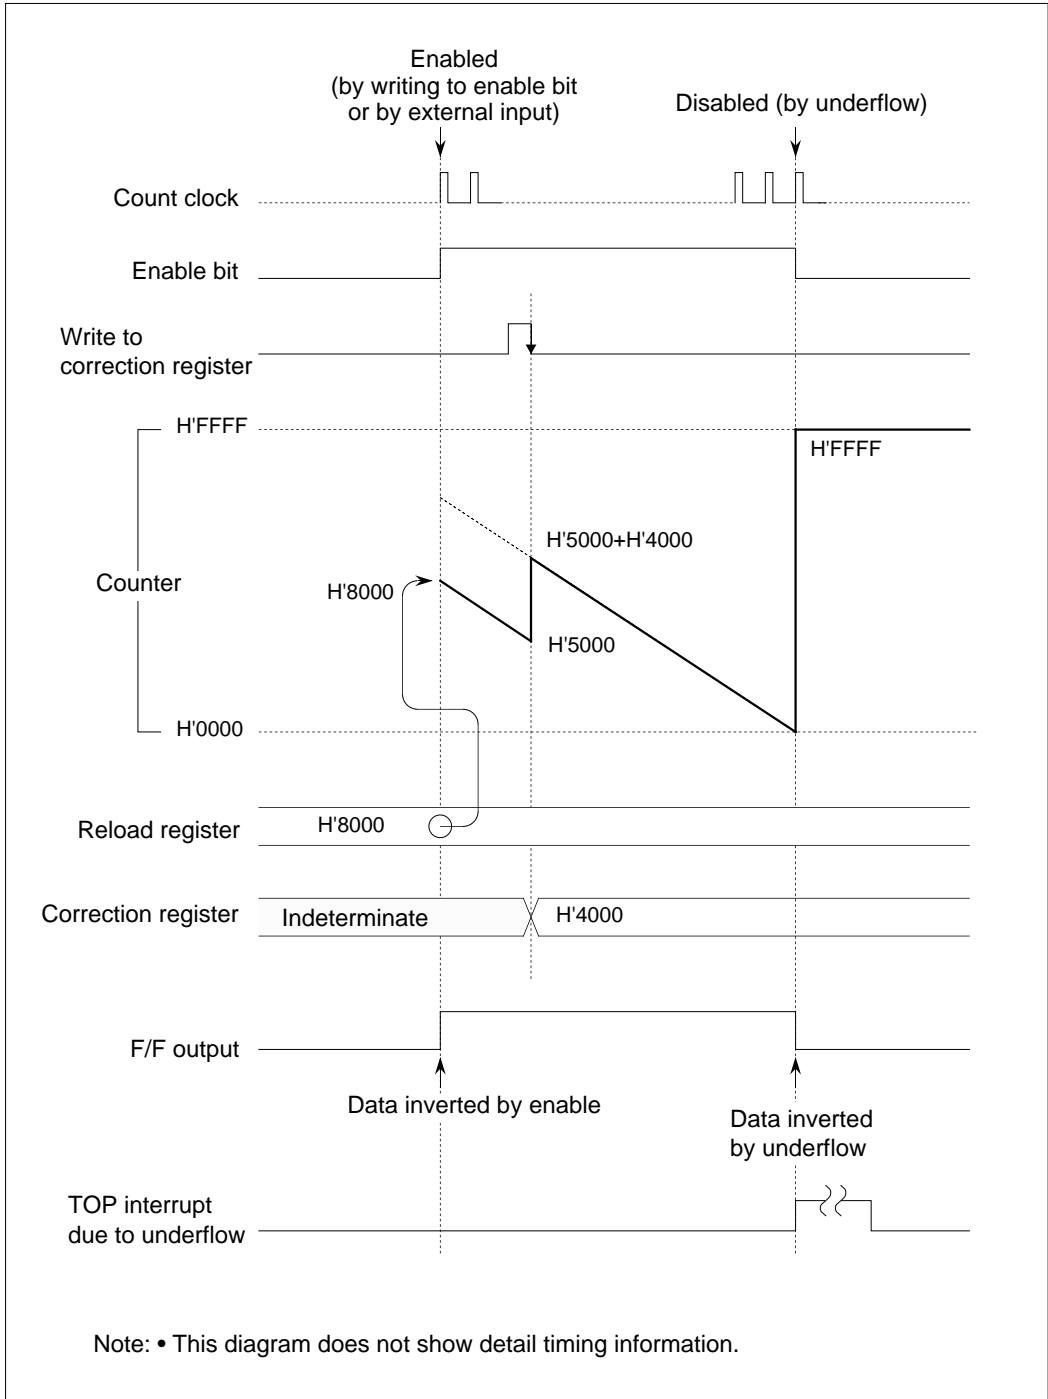 Enabled
(by writing to enable bit
or by external input)
Disabled (by underflow)
Count clock
Enable bit
Write to
correction register
H'FFFF
H'FFFF
H'5000+H'4000
Counter
H'8000
H'5000
H'0000
Reload register
H'8000
Correction register
Indeterminate
H'4000
F/F output
Data inverted by enable
Data inverted
by underflow
TOP interrupt
due to underflow
Note: • This diagram does not show detail timing information.